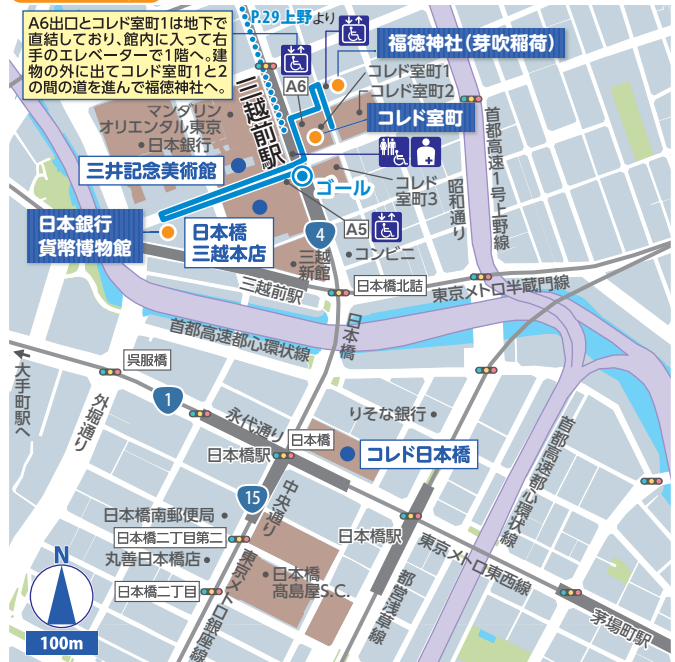 A6出口とコレド室町1は地下で
直結しており、館内に入って右
手のエレベーターで1階へ。建
物の外に出てコレド室町1と2
の間の道を進んで福徳神社へ。
P.29上野より
福徳神社(芽吹稲荷)
A6
コレド室町1
コレド室町2
コレド室町
三越前駅
マンダリン
オリエンタル東京
日本銀行
三井記念美術館
ゴール
コレド
室町3
昭和通り
首都高速1号上野線
日本銀行
貨幣博物館
日本橋
三越本店
4
A5
コンビニ
三越
新館
三越前駅
日本橋北詰
東京メトロ半蔵門線
首都高速都心環状線
日本橋
呉服橋
大手町駅へ
外堀通り
1
永代通り
りそな銀行
日本橋
日本橋駅
コレド日本橋
首都高速都心環状線
15
中央通り
日本橋南郵便局
日本橋二丁目第二
丸善日本橋店
日本橋二丁目
日本橋
髙島屋S.C.
日本橋駅
東京メトロ東西線
東京メトロ銀座線
都営浅草線
茅場町駅へ
N
100m